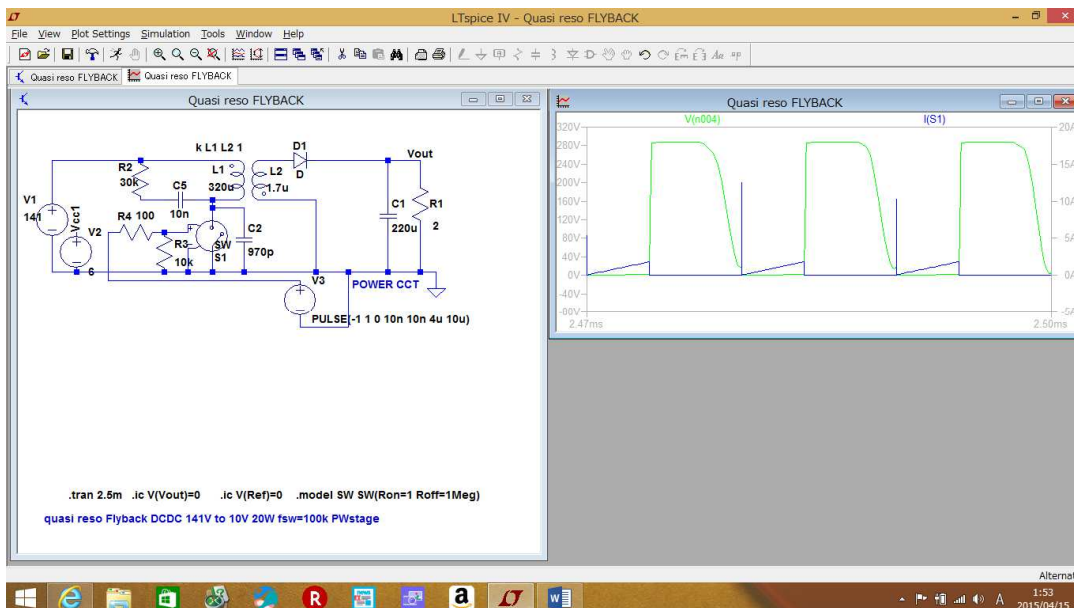 LTspice IV - Quasi reso FLYBACK
File View Plot Settings Simulation Tools Window Help
Quasi reso FLYBACK
Quasi reso FLYBACK
Quasi reso FLYBACK
k L1 L2 1
D1
Vout
R2
30k
L1
L2
D
C5
320u
1.7u
10n
V1
141
Vcc1
R4 100
V2
C1
R1
220u
2
R3
10k
SW
S1
C2
970p
6
V3
POWER CCT
PULSE(-1 1 0 10n 10n 4u 10u)
.tran 2.5m .ic V(Vout)=0 .ic V(Ref)=0 .model SW SW(Ron=1 Roff=1Meg)
quasi reso Flyback DCDC 141V to 10V 20W fsw=100k PWstage
Quasi reso FLYBACK
V(n004)
I(S1)
320V
280V
240V
200V
160V
120V
80V
40V
0V
-40V
-80V
20A
15A
10A
5A
0A
-5A
2.47ms
2.50ms
Alternat
R
a
W
A
1:53
2015/04/15